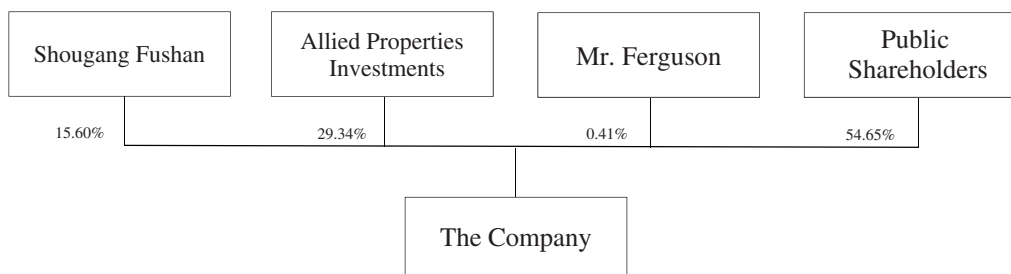 Shougang Fushan
Allied Properties
Investments
Mr. Ferguson
Public
Shareholders
15.60%
29.34%
0.41%
54.65%
The Company